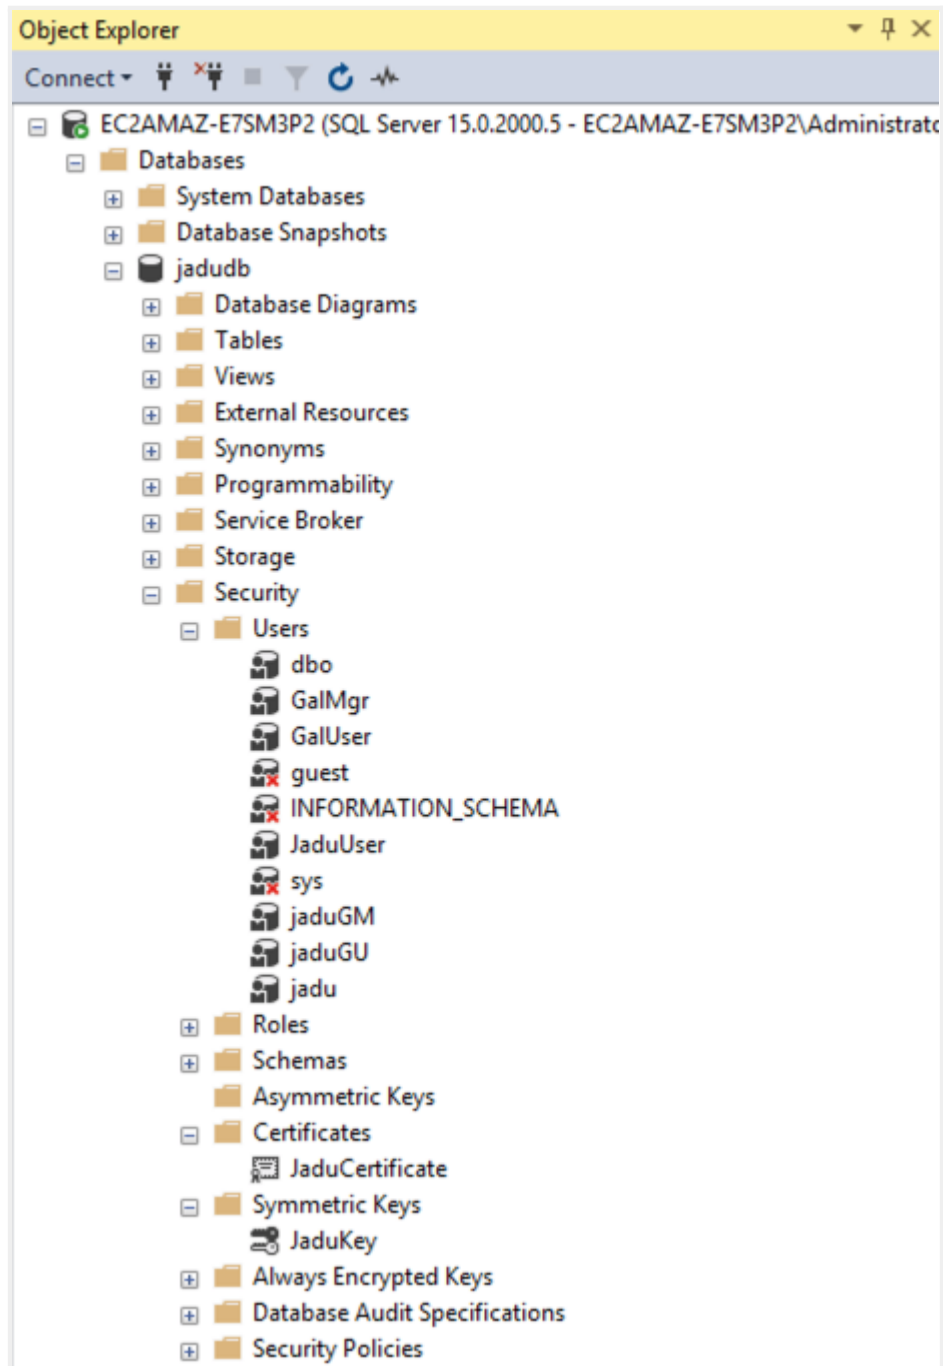 Object Explorer
Connect
EC2AMAZ-E7SM3P2 (SQL Server 15.0.2000.5 - EC2AMAZ-E7SM3P2\Administrato
Databases
System Databases
Database Snapshots
jadudb
Database Diagrams
Tables
Views
External Resources
Synonyms
Programmability
Service Broker
Storage
Security
Users
dbo
GalMgr
GalUser
guest
INFORMATION_SCHEMA
JaduUser
sys
jaduGM
jaduGU
jadu
Roles
Schemas
Asymmetric Keys
Certificates
JaduCertificate
Symmetric Keys
JaduKey
Always Encrypted Keys
Database Audit Specifications
Security Policies